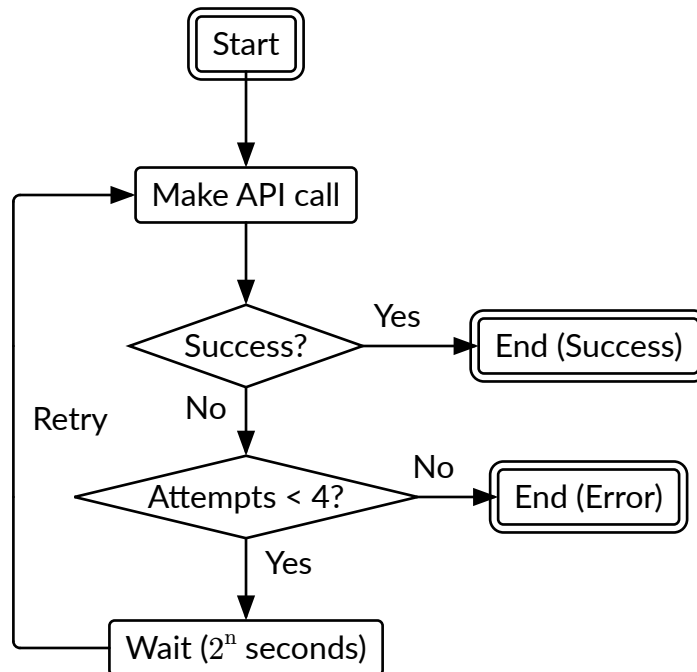 Start
Make API call
Success?
Yes
End (Success)
No
Retry
Attempts < 4?
No
End (Error)
Yes
Wait (2ⁿ seconds)